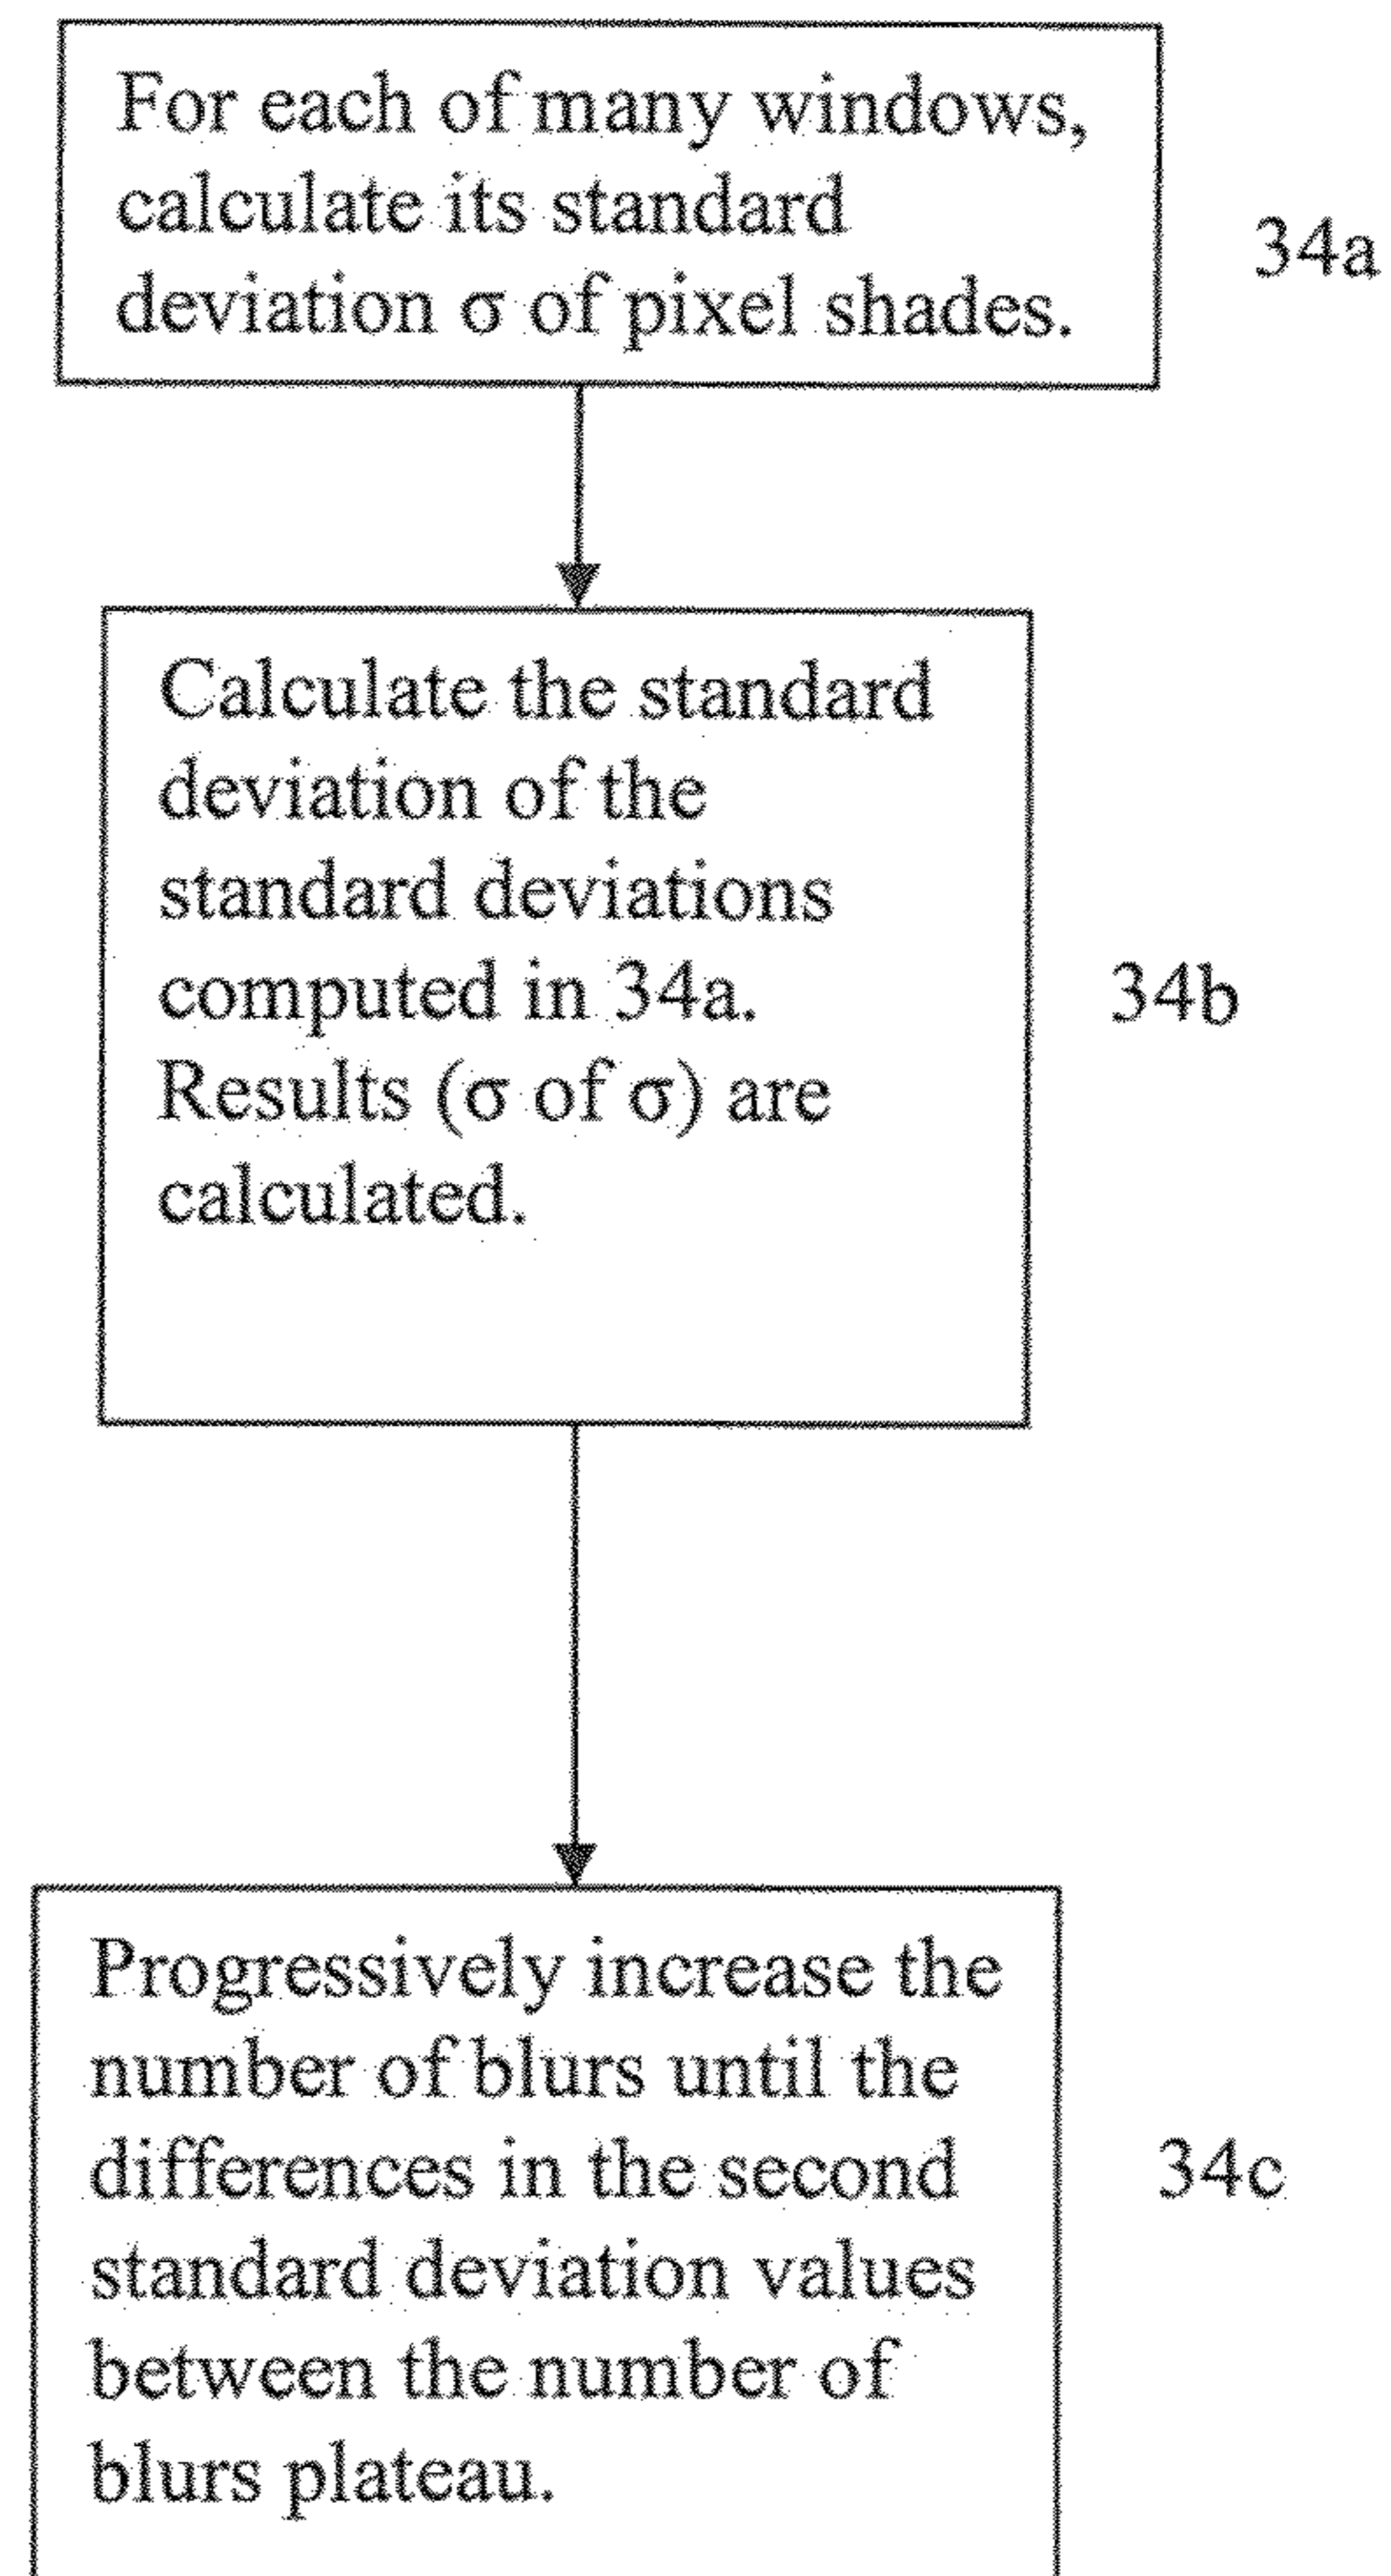 For each of many windows,
calculate its standard
deviation σ of pixel shades.
34a
Calculate the standard
deviation of the
standard deviations
computed in 34a.
Results (σ of σ) are
calculated.
34b
Progressively increase the
number of blurs until the
differences in the second
standard deviation values
between the number of
blurs plateau.
34c